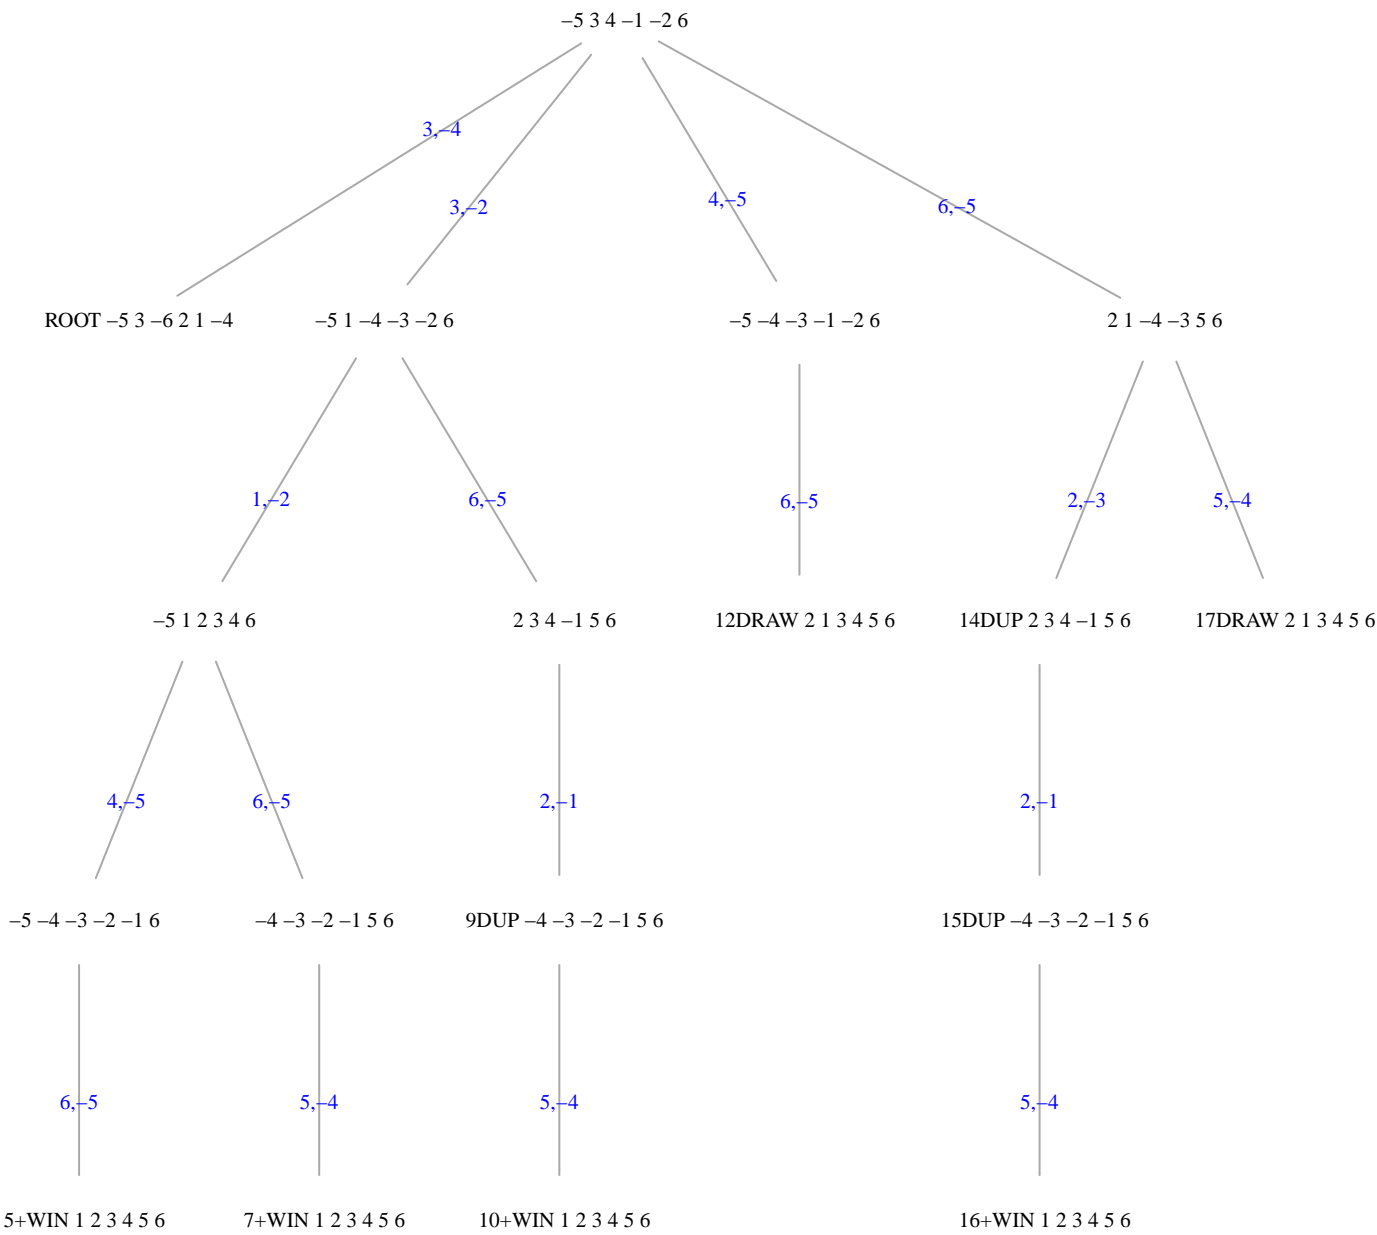 −5 3 4 −1 −2 6
3,−4
3,−2
4,−5
6,−5
ROOT −5 3 −6 2 1 −4
−5 1 −4 −3 −2 6
−5 −4 −3 −1 −2 6
2 1 −4 −3 5 6
1,−2
6,−5
6,−5
2,−3
5,−4
−5 1 2 3 4 6
2 3 4 −1 5 6
12DRAW 2 1 3 4 5 6
14DUP 2 3 4 −1 5 6
17DRAW 2 1 3 4 5 6
4,−5
6,−5
2,−1
2,−1
−5 −4 −3 −2 −1 6
−4 −3 −2 −1 5 6
9DUP −4 −3 −2 −1 5 6
15DUP −4 −3 −2 −1 5 6
6,−5
5,−4
5,−4
5,−4
5+WIN 1 2 3 4 5 6
7+WIN 1 2 3 4 5 6
10+WIN 1 2 3 4 5 6
16+WIN 1 2 3 4 5 6